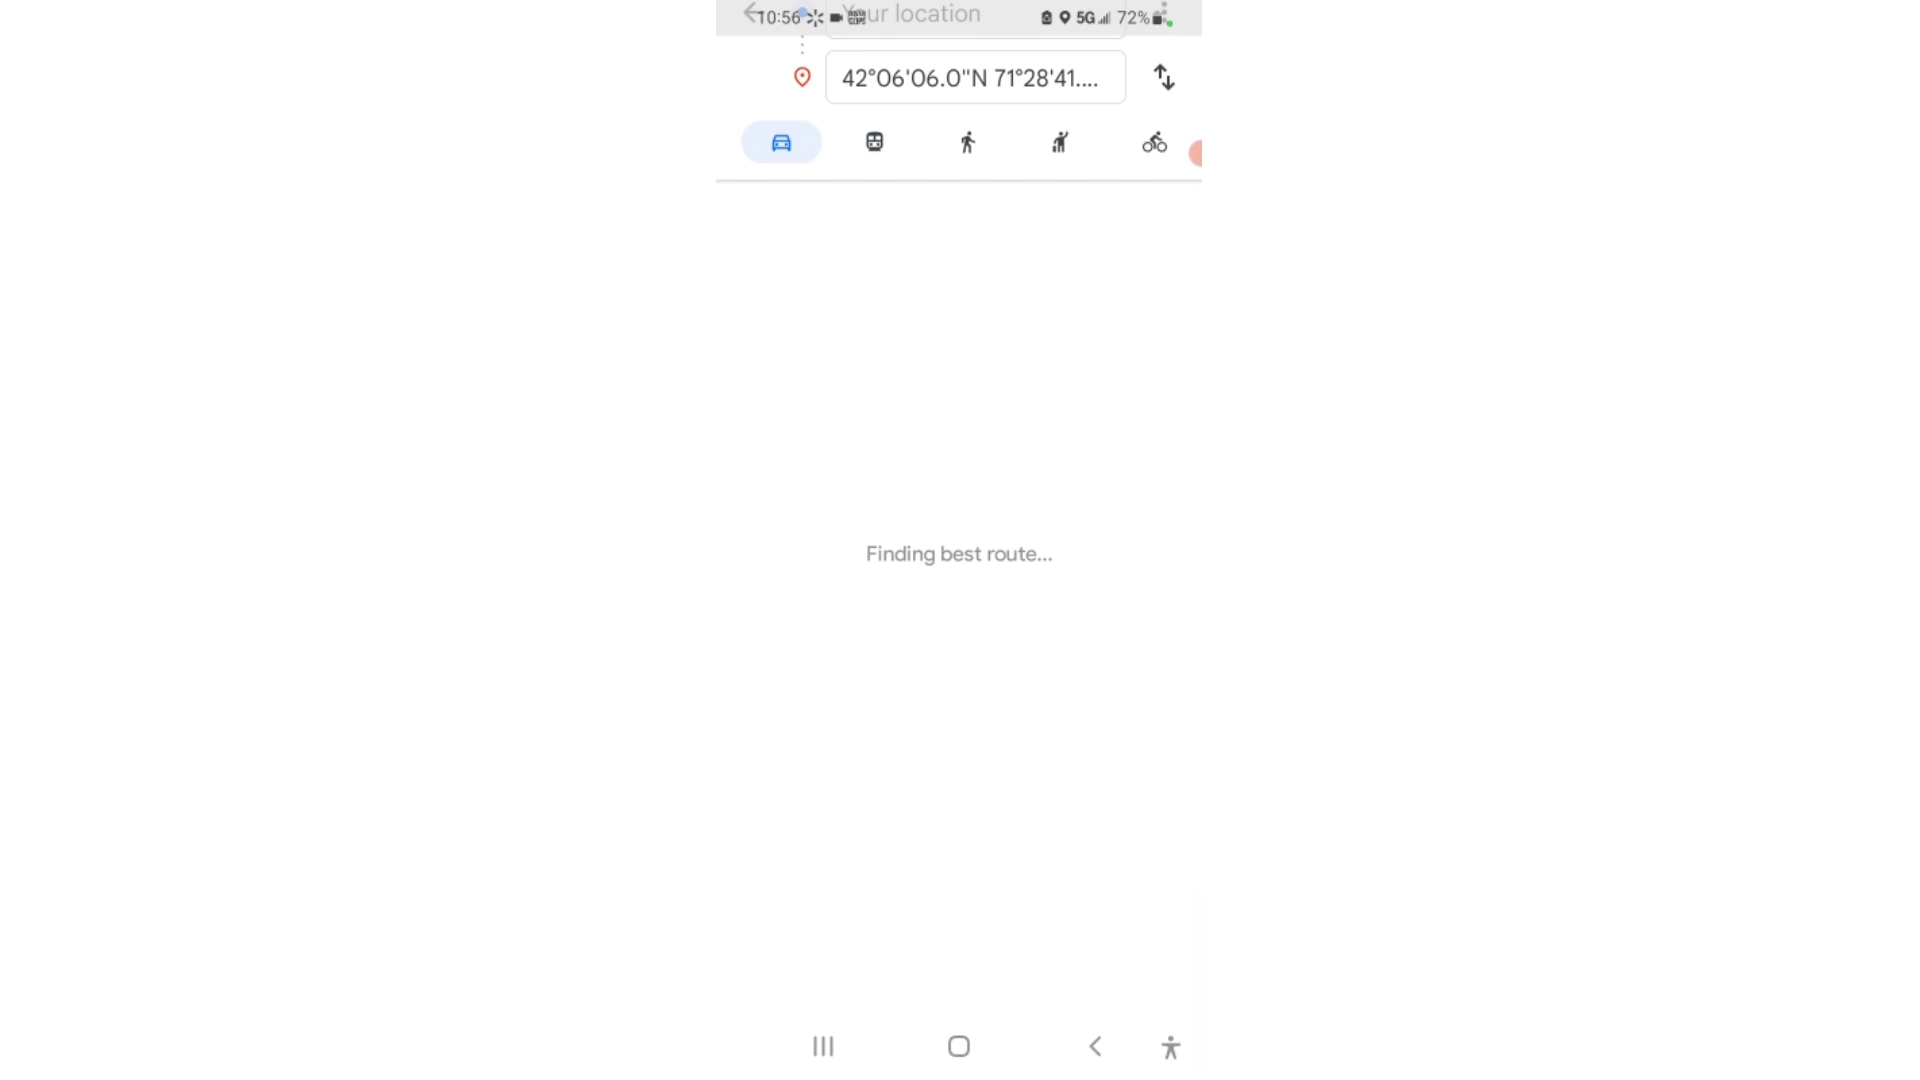 10:56 5G 72%
Your location
42°06'06.0"N 71°28'41....
Finding best route...